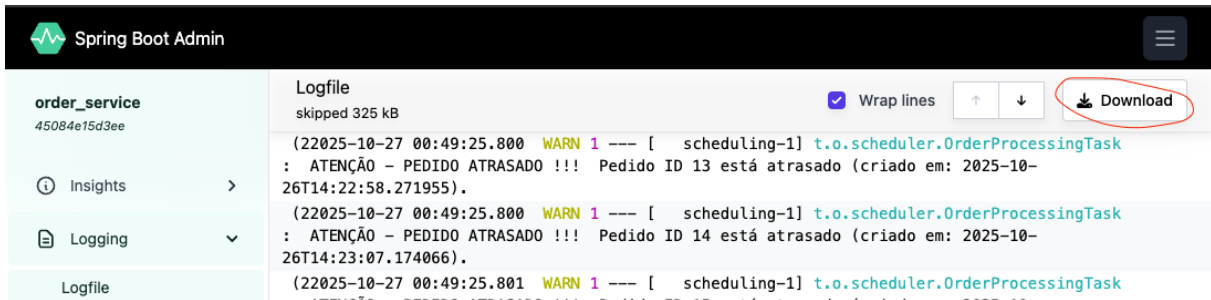 Spring Boot Admin
order_service
45084e15d3ee
Insights
Logging
Logfile
Logfile
skipped 325 kB
Wrap lines
Download
(22025-10-27 00:49:25.800  WARN 1 --- [   scheduling-1] t.o.scheduler.OrderProcessingTask
:  ATENÇÃO – PEDIDO ATRASADO !!!  Pedido ID 13 está atrasado (criado em: 2025-10-
26T14:22:58.271955).
(22025-10-27 00:49:25.800  WARN 1 --- [   scheduling-1] t.o.scheduler.OrderProcessingTask
:  ATENÇÃO – PEDIDO ATRASADO !!!  Pedido ID 14 está atrasado (criado em: 2025-10-
26T14:23:07.174066).
(22025-10-27 00:49:25.801  WARN 1 --- [   scheduling-1] t.o.scheduler.OrderProcessingTask